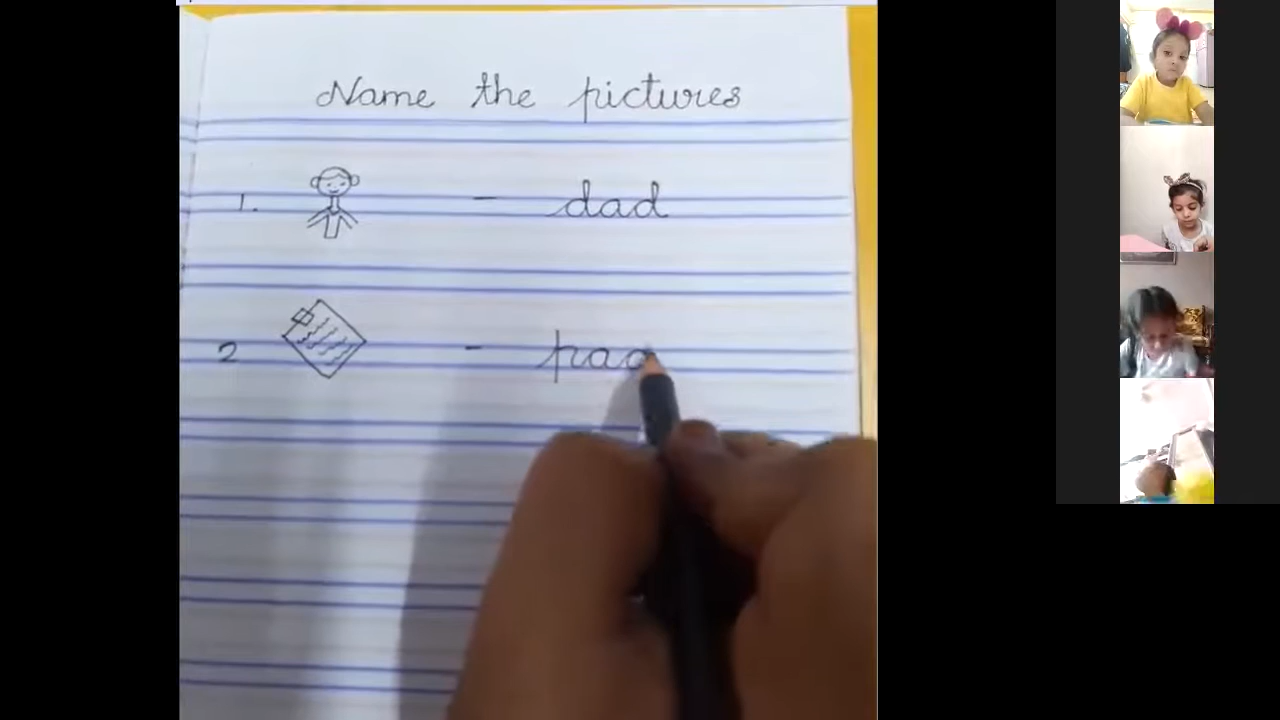 Name the pictures
1. - dad
2 - pa